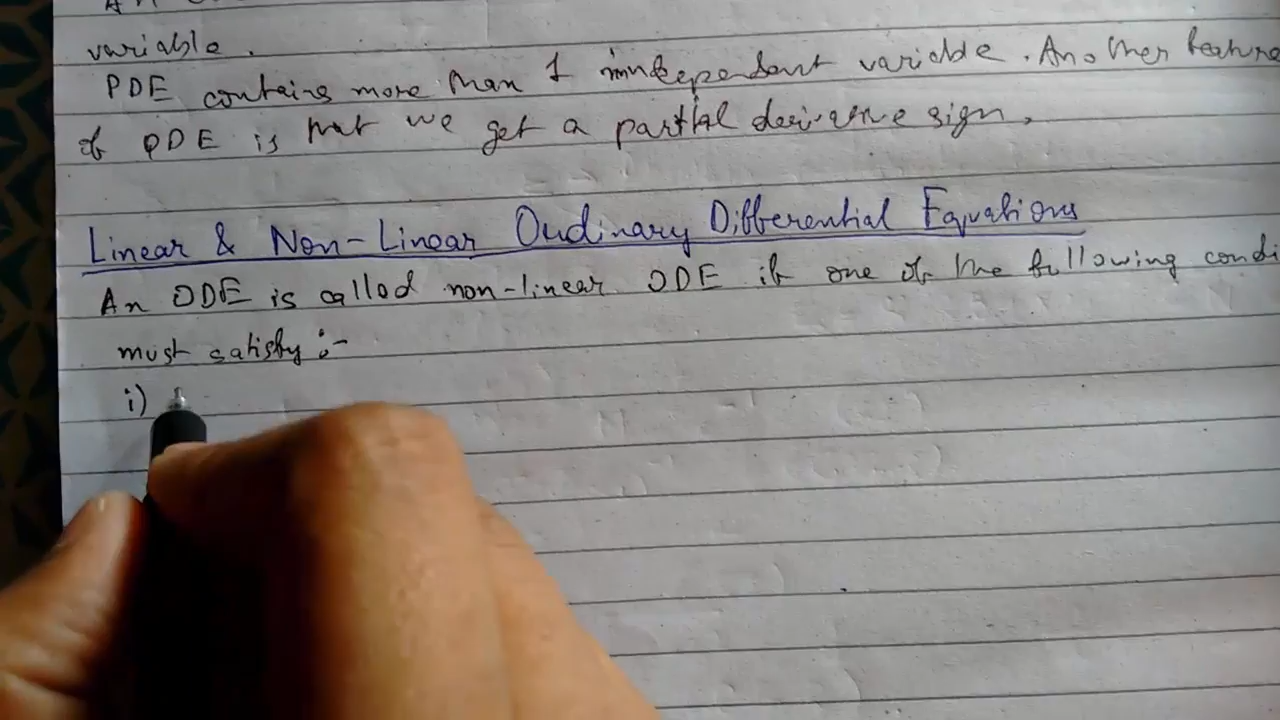 variable.
PDE contains more than 1 independent variable. Another feature
of PDE is that we get a partial derivative sign.
Linear & Non-Linear Ordinary Differential Equations
An ODE is called non-linear ODE if one of the following condi
must satisfy :-
i)